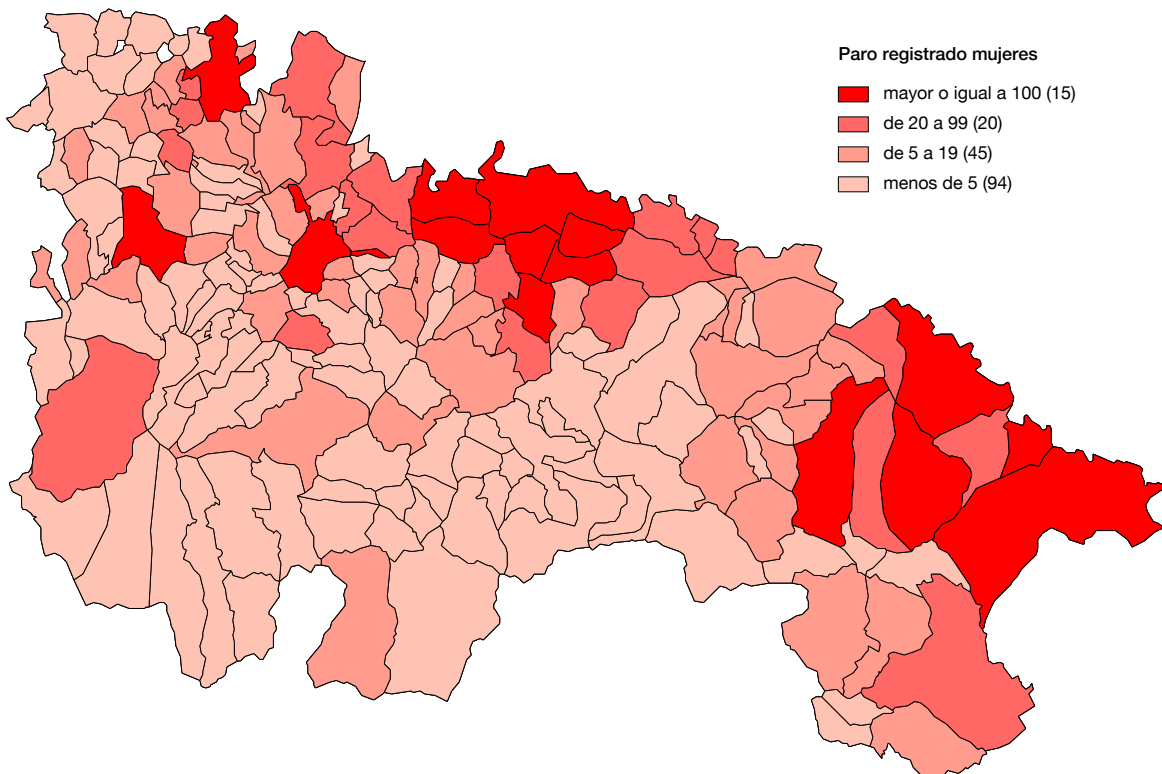 Paro registrado mujeres
mayor o igual a 100 (15)
de 20 a 99 (20)
de 5 a 19 (45)
menos de 5 (94)